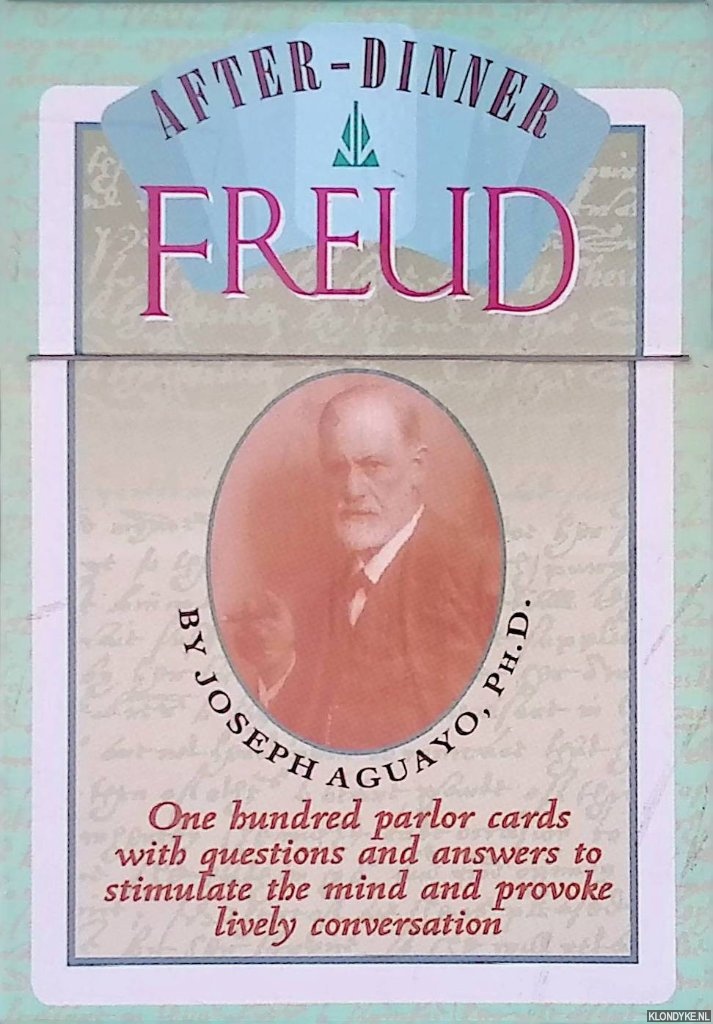 AFTER-DINNER
FREUD
BY JOSEPH AGUAYO, PH.D.
One hundred parlor cards
with questions and answers to
stimulate the mind and provoke
lively conversation
KLONDYKE.NL